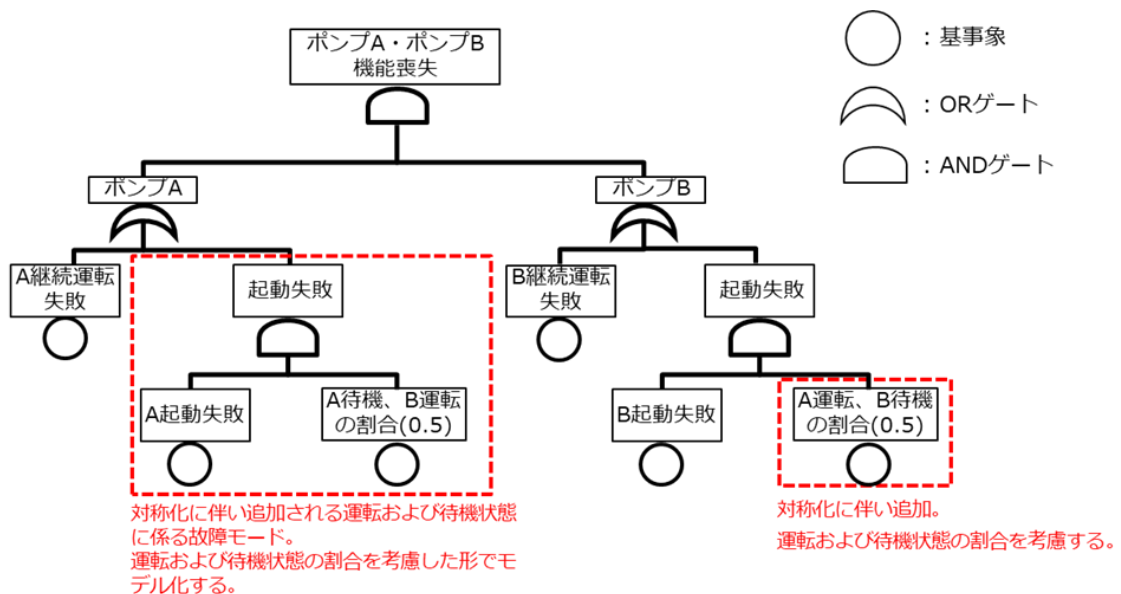 ポンプA・ポンプB
機能喪失
：基事象
：ORゲート
：ANDゲート
ポンプA
ポンプB
A継続運転
失敗
起動失敗
B継続運転
失敗
起動失敗
A起動失敗
A待機、B運転
の割合(0.5)
B起動失敗
A運転、B待機
の割合(0.5)
対称化に伴い追加される運転および待機状態
に係る故障モード。
運転および待機状態の割合を考慮した形でモ
デル化する。
対称化に伴い追加。
運転および待機状態の割合を考慮する。